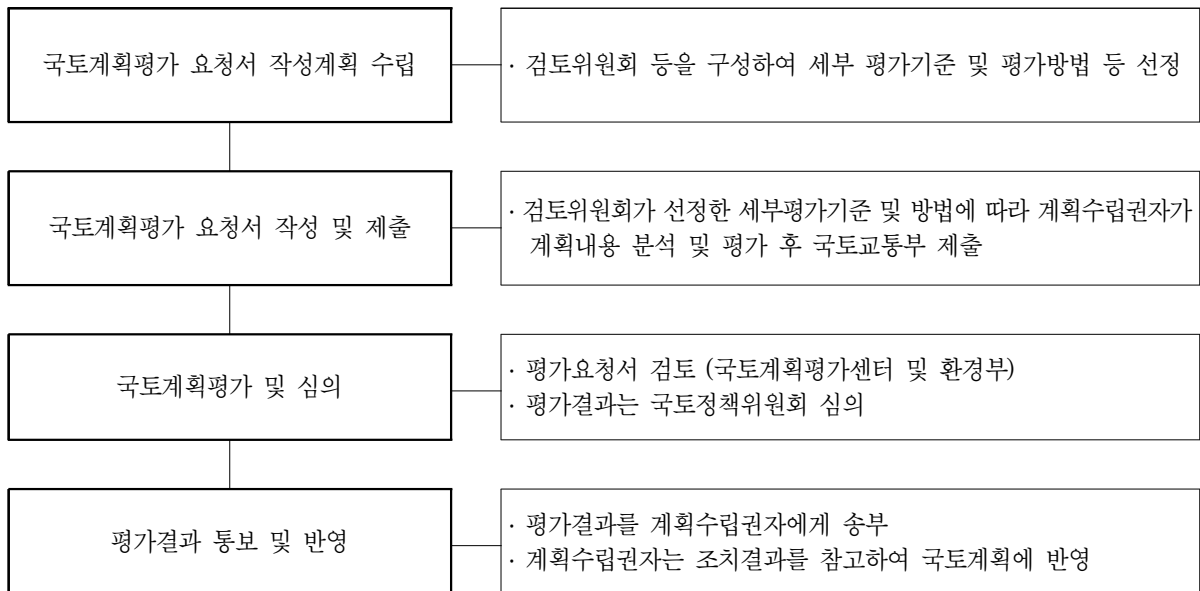 국토계획평가 요청서 작성계획 수립
· 검토위원회 등을 구성하여 세부 평가기준 및 평가방법 등 선정
국토계획평가 요청서 작성 및 제출
· 검토위원회가 선정한 세부평가기준 및 방법에 따라 계획수립권자가
계획내용 분석 및 평가 후 국토교통부 제출
국토계획평가 및 심의
· 평가요청서 검토 (국토계획평가센터 및 환경부)
· 평가결과는 국토정책위원회 심의
평가결과 통보 및 반영
· 평가결과를 계획수립권자에게 송부
· 계획수립권자는 조치결과를 참고하여 국토계획에 반영